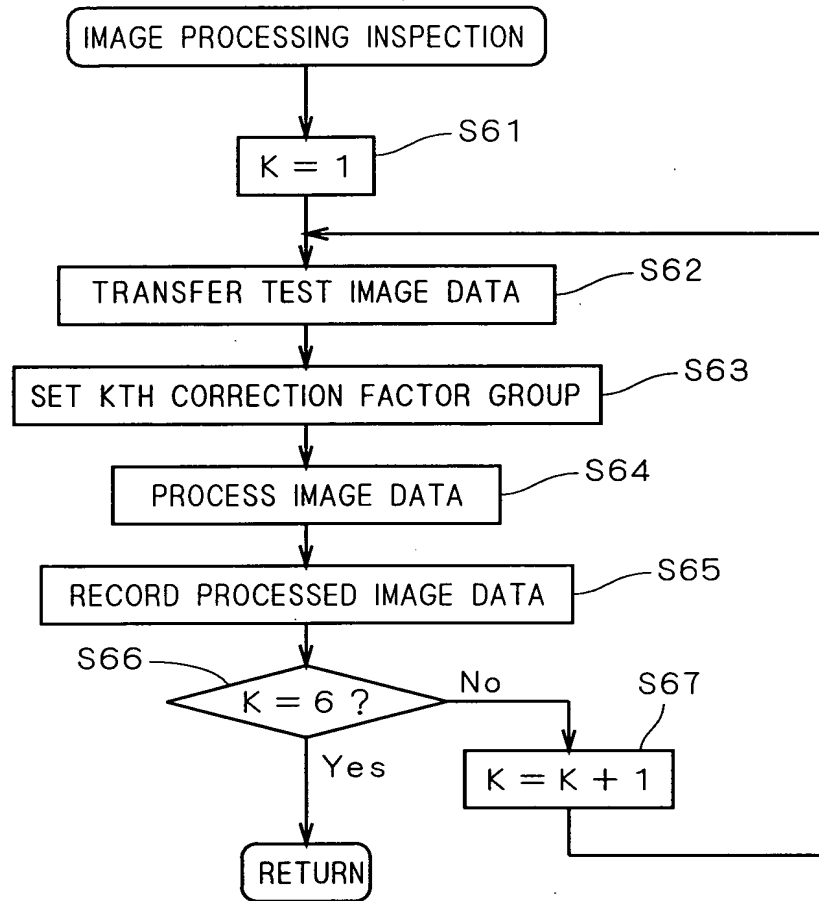 IMAGE PROCESSING INSPECTION
S61
K = 1
TRANSFER TEST IMAGE DATA
S62
SET KTH CORRECTION FACTOR GROUP
S63
PROCESS IMAGE DATA
S64
RECORD PROCESSED IMAGE DATA
S65
S66
K = 6 ?
No
S67
K = K + 1
Yes
RETURN